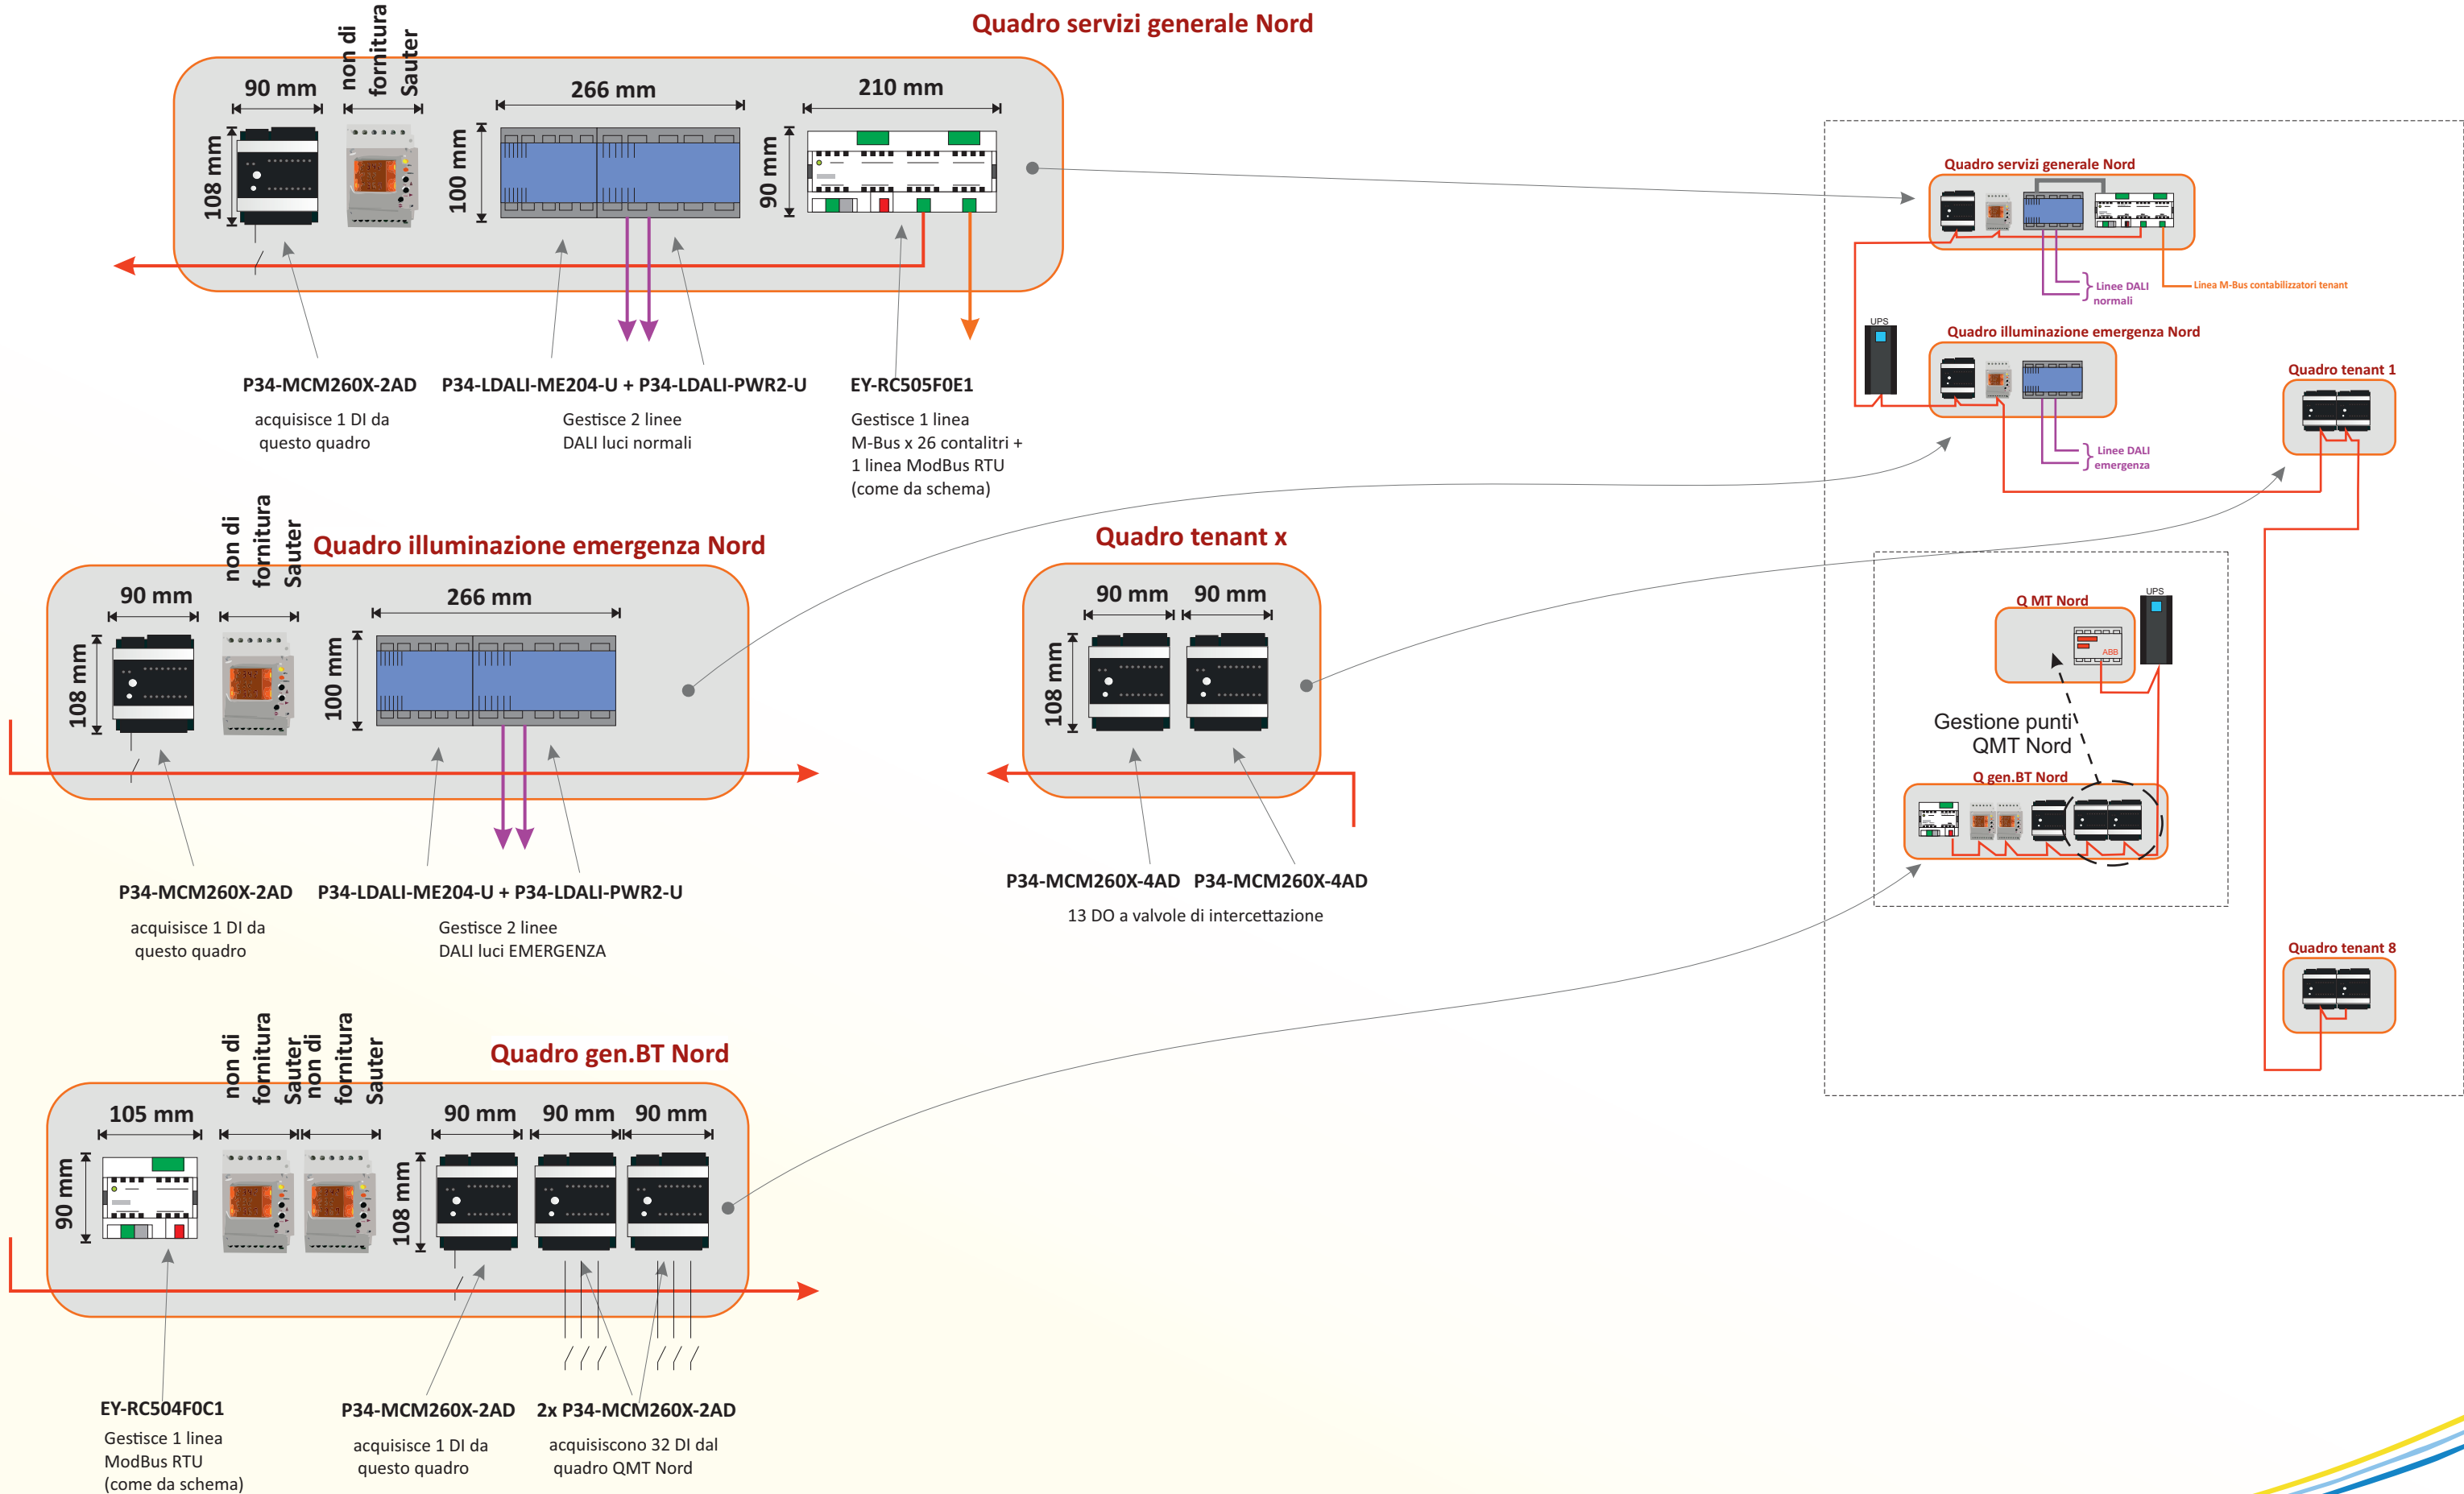 Quadro servizi generale Nord
90 mm
non di
fornitura
Sauter
266 mm
210 mm
108 mm
100 mm
90 mm
P34-MCM260X-2AD
acquisisce 1 DI da
questo quadro
P34-LDALI-ME204-U + P34-LDALI-PWR2-U
Gestisce 2 linee
DALI luci normali
EY-RC505F0E1
Gestisce 1 linea
M-Bus x 26 contalitri +
1 linea ModBus RTU
(come da schema)
Quadro illuminazione emergenza Nord
90 mm
non di
fornitura
Sauter
266 mm
108 mm
100 mm
P34-MCM260X-2AD
acquisisce 1 DI da
questo quadro
P34-LDALI-ME204-U + P34-LDALI-PWR2-U
Gestisce 2 linee
DALI luci EMERGENZA
Quadro tenant x
90 mm
90 mm
108 mm
P34-MCM260X-4AD
P34-MCM260X-4AD
13 DO a valvole di intercettazione
Quadro gen.BT Nord
105 mm
non di
fornitura
Sauter
non di
fornitura
Sauter
90 mm
90 mm
90 mm
90 mm
108 mm
EY-RC504F0C1
Gestisce 1 linea
ModBus RTU
(come da schema)
P34-MCM260X-2AD
acquisisce 1 DI da
questo quadro
2x P34-MCM260X-2AD
acquisiscono 32 DI dal
quadro QMT Nord
Quadro servizi generale Nord
Linee DALI
normali
Linea M-Bus contabilizzatori tenant
UPS
Quadro illuminazione emergenza Nord
Linee DALI
emergenza
Quadro tenant 1
Q MT Nord
UPS
ABB
Gestione punti
QMT Nord
Q gen.BT Nord
Quadro tenant 8